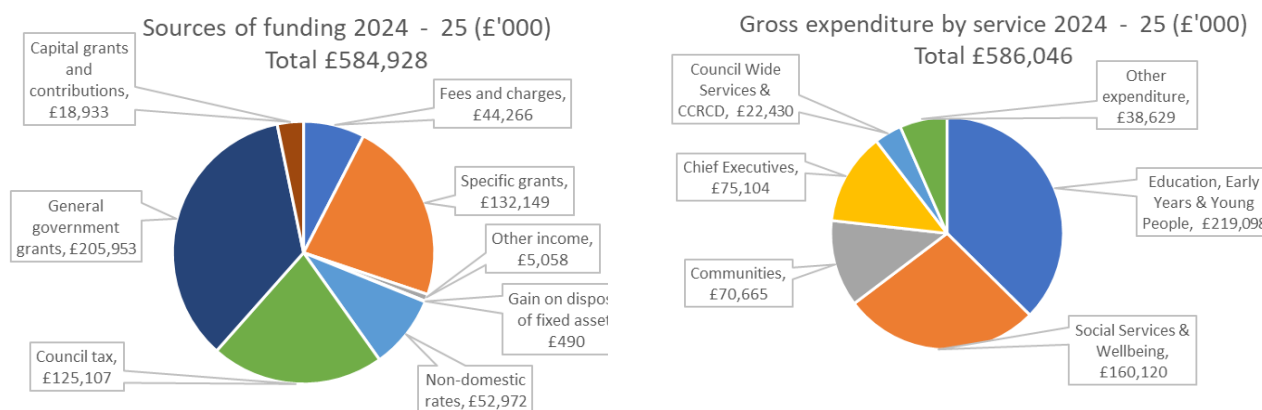 Sources of funding 2024 - 25 (£'000)
Total £584,928
Capital grants
and
contributions,
£18,933
Fees and charges,
£44,266
Specific grants,
£132,149
Other income,
£5,058
Gain on dispos
of fixed asset
£490
Non-domestic
rates, £52,972
Council tax,
£125,107
General
government
grants, £205,953
Gross expenditure by service 2024 - 25 (£'000)
Total £586,046
Council Wide
Services &
CCRCD, £22,430
Other
expenditure,
£38,629
Chief Executives,
£75,104
Education, Early
Years & Young
People, £219,098
Communities,
£70,665
Social Services &
Wellbeing,
£160,120